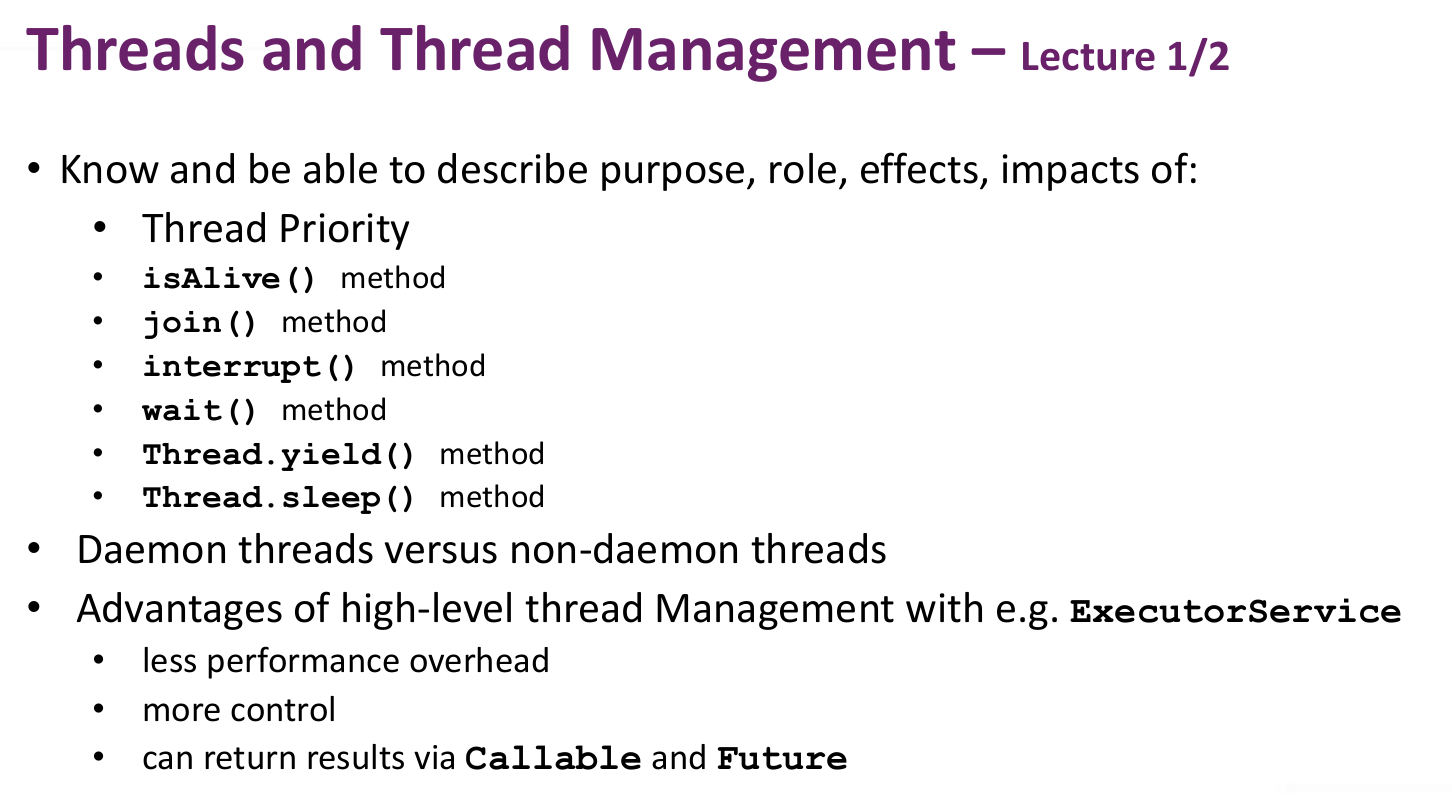 Threads and Thread Management – Lecture 1/2
• Know and be able to describe purpose, role, effects, impacts of:
• Thread Priority
• isAlive() method
• join() method
• interrupt() method
• wait() method
• Thread.yield() method
• Thread.sleep() method
• Daemon threads versus non-daemon threads
• Advantages of high-level thread Management with e.g. ExecutorService
• less performance overhead
• more control
• can return results via Callable and Future